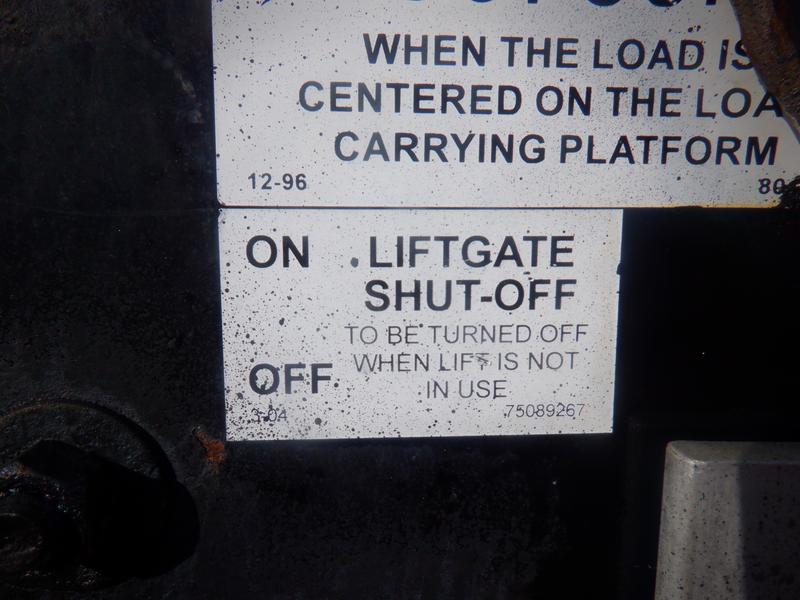 WHEN THE LOAD IS
CENTERED ON THE LOA
CARRYING PLATFORM
12-96 80
ON LIFTGATE
SHUT-OFF
TO BE TURNED OFF
WHEN LIFT IS NOT
OFF IN USE
3-04 75089267